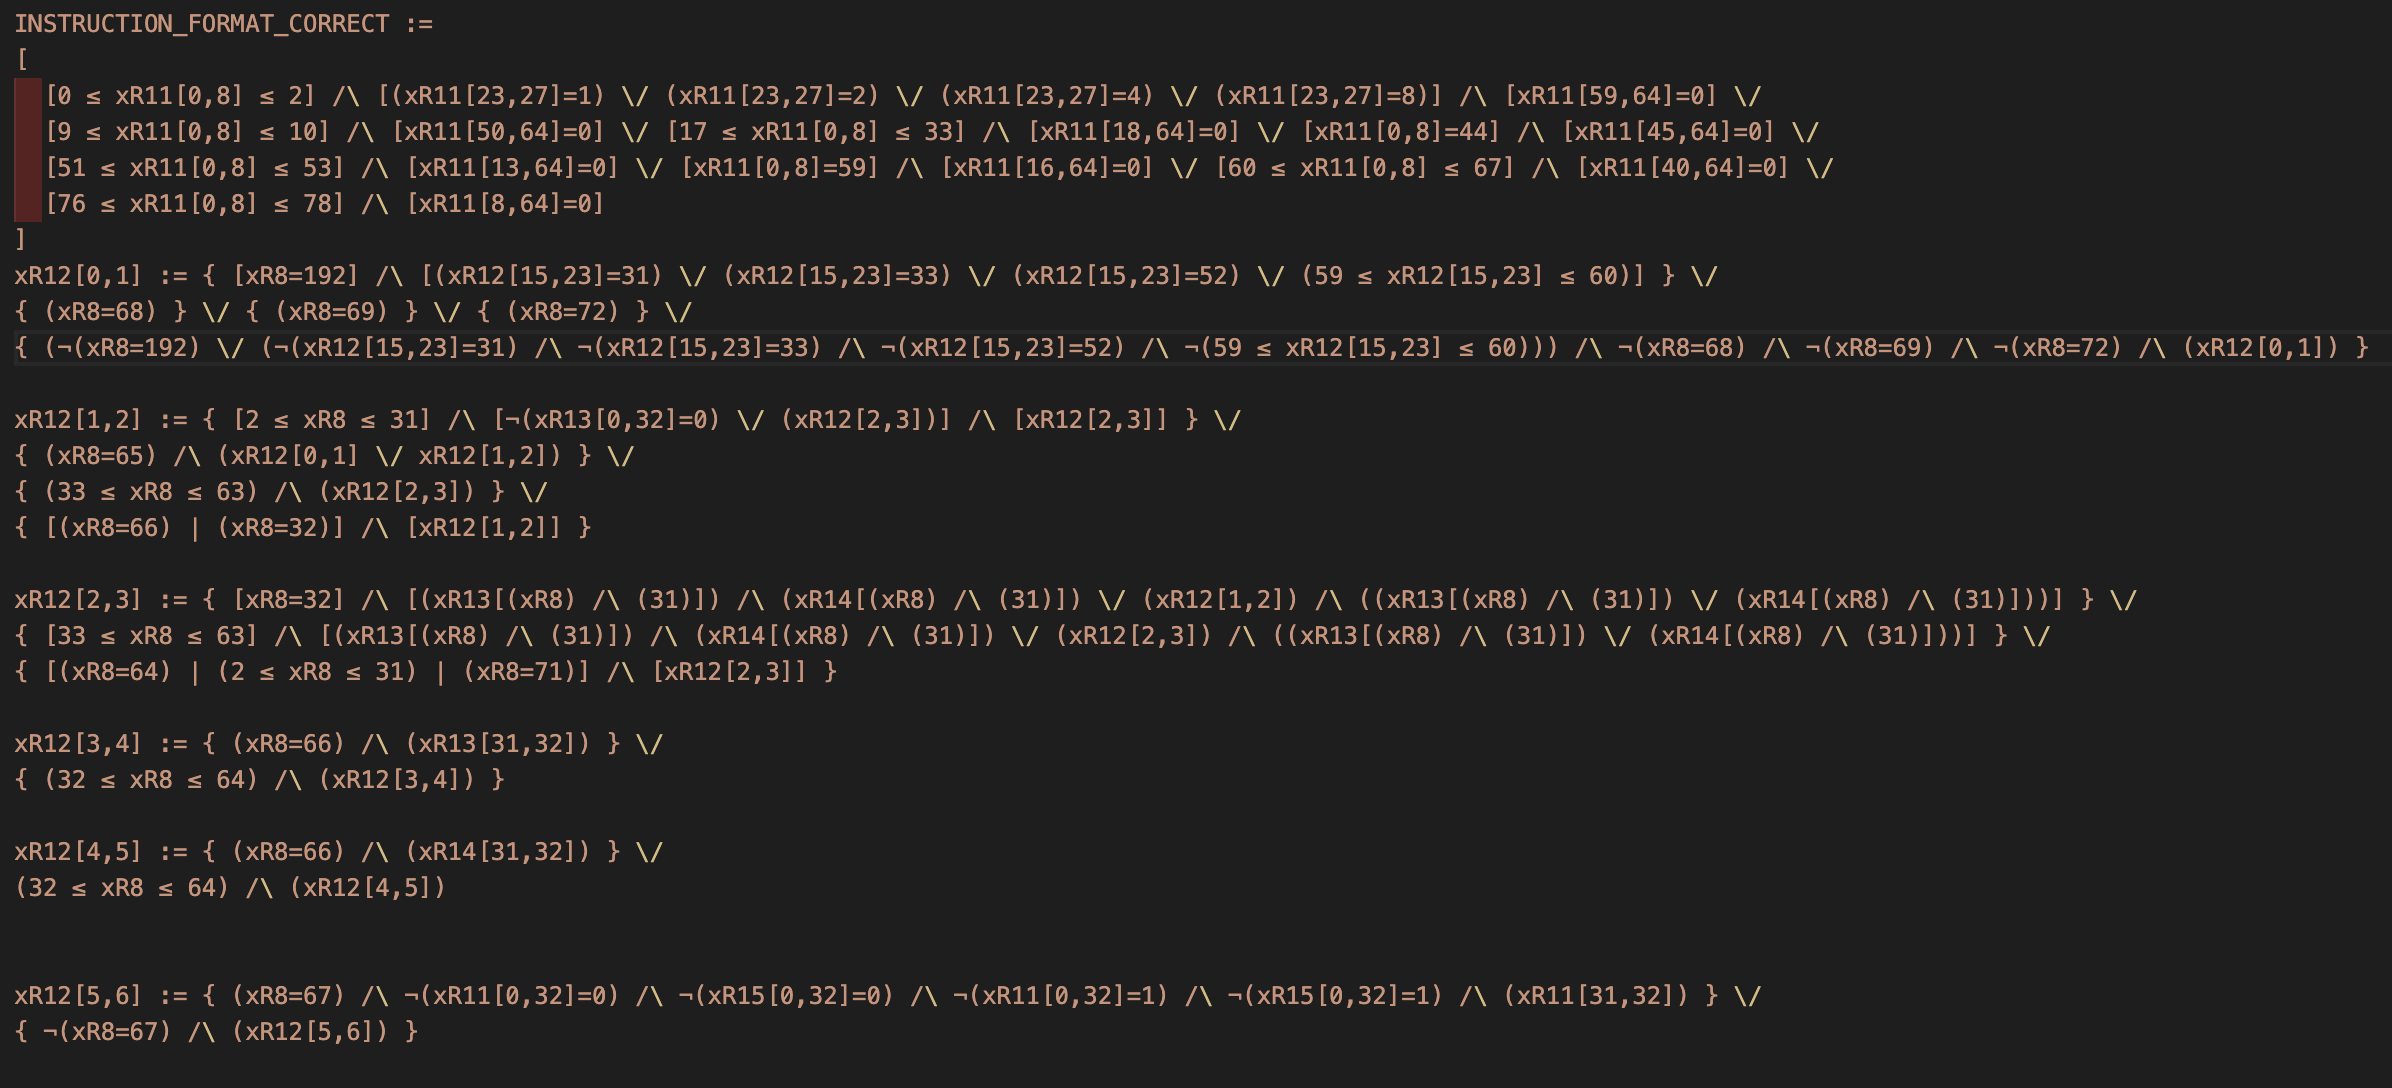 INSTRUCTION_FORMAT_CORRECT :=
[
[0 ≤ xR11[0,8] ≤ 2] /\ [(xR11[23,27]=1) \/ (xR11[23,27]=2) \/ (xR11[23,27]=4) \/ (xR11[23,27]=8)] /\ [xR11[59,64]=0] \/
[9 ≤ xR11[0,8] ≤ 10] /\ [xR11[50,64]=0] \/ [17 ≤ xR11[0,8] ≤ 33] /\ [xR11[18,64]=0] \/ [xR11[0,8]=44] /\ [xR11[45,64]=0] \/
[51 ≤ xR11[0,8] ≤ 53] /\ [xR11[13,64]=0] \/ [xR11[0,8]=59] /\ [xR11[16,64]=0] \/ [60 ≤ xR11[0,8] ≤ 67] /\ [xR11[40,64]=0] \/
[76 ≤ xR11[0,8] ≤ 78] /\ [xR11[8,64]=0]
]
xR12[0,1] := { [xR8=192] /\ [(xR12[15,23]=31) \/ (xR12[15,23]=33) \/ (xR12[15,23]=52) \/ (59 ≤ xR12[15,23] ≤ 60)] } \/
{ (xR8=68) } \/ { (xR8=69) } \/ { (xR8=72) } \/
{ (¬(xR8=192) \/ (¬(xR12[15,23]=31) /\ ¬(xR12[15,23]=33) /\ ¬(xR12[15,23]=52) /\ ¬(59 ≤ xR12[15,23] ≤ 60))) /\ ¬(xR8=68) /\ ¬(xR8=69) /\ ¬(xR8=72) /\ (xR12[0,1]) }
xR12[1,2] := { [2 ≤ xR8 ≤ 31] /\ [¬(xR13[0,32]=0) \/ (xR12[2,3])] /\ [xR12[2,3]] } \/
{ (xR8=65) /\ (xR12[0,1] \/ xR12[1,2]) } \/
{ (33 ≤ xR8 ≤ 63) /\ (xR12[2,3]) } \/
{ [(xR8=66) | (xR8=32)] /\ [xR12[1,2]] }
xR12[2,3] := { [xR8=32] /\ [(xR13[(xR8) /\ (31)]) /\ (xR14[(xR8) /\ (31)]) \/ (xR12[1,2]) /\ ((xR13[(xR8) /\ (31)]) \/ (xR14[(xR8) /\ (31)]))] } \/
{ [33 ≤ xR8 ≤ 63] /\ [(xR13[(xR8) /\ (31)]) /\ (xR14[(xR8) /\ (31)]) \/ (xR12[2,3]) /\ ((xR13[(xR8) /\ (31)]) \/ (xR14[(xR8) /\ (31)]))] } \/
{ [(xR8=64) | (2 ≤ xR8 ≤ 31) | (xR8=71)] /\ [xR12[2,3]] }
xR12[3,4] := { (xR8=66) /\ (xR13[31,32]) } \/
{ (32 ≤ xR8 ≤ 64) /\ (xR12[3,4]) }
xR12[4,5] := { (xR8=66) /\ (xR14[31,32]) } \/
(32 ≤ xR8 ≤ 64) /\ (xR12[4,5])
xR12[5,6] := { (xR8=67) /\ ¬(xR11[0,32]=0) /\ ¬(xR15[0,32]=0) /\ ¬(xR11[0,32]=1) /\ ¬(xR15[0,32]=1) /\ (xR11[31,32]) } \/
{ ¬(xR8=67) /\ (xR12[5,6]) }